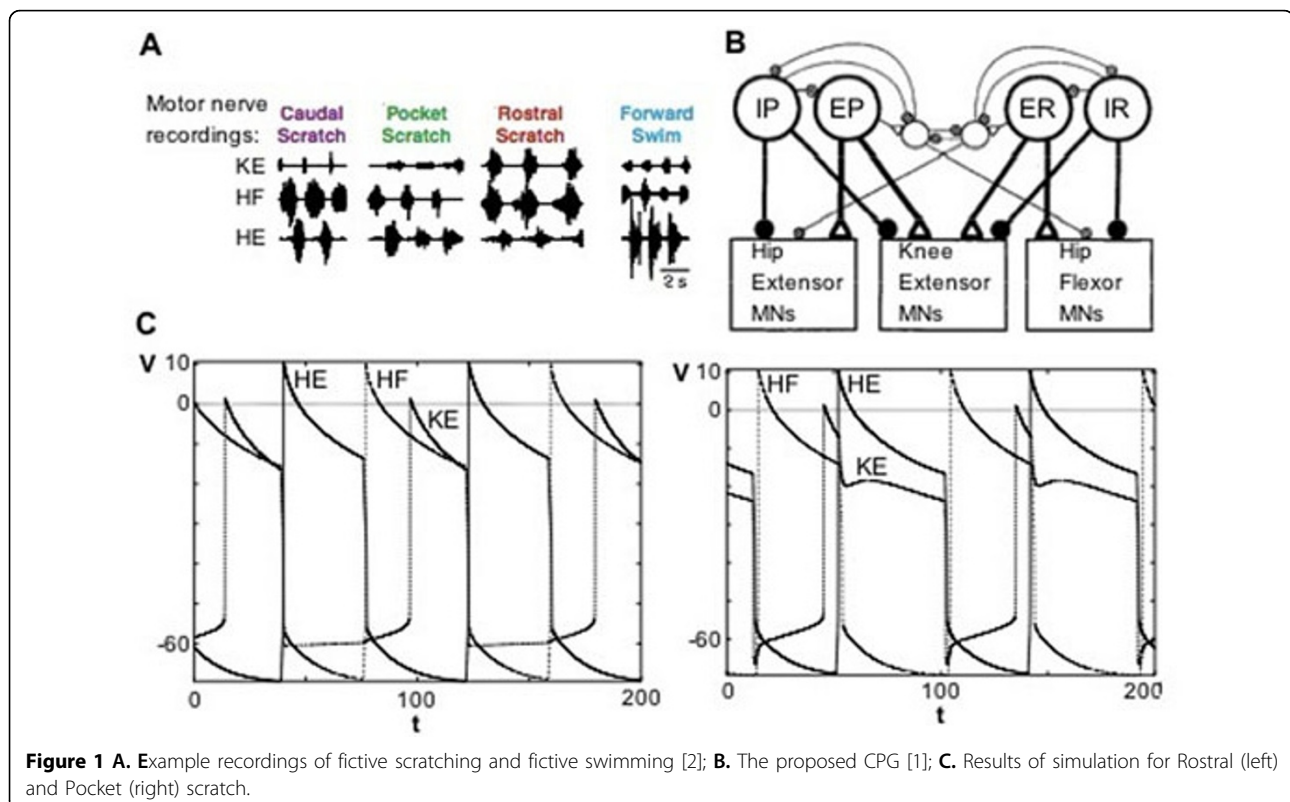 A
Motor nerve
recordings:
Caudal
Scratch
Pocket
Scratch
Rostral
Scratch
Forward
Swim
KE
HF
HE
2 s
B
IP
EP
ER
IR
Hip
Extensor
MNs
Knee
Extensor
MNs
Hip
Flexor
MNs
C
V
10
0
-60
HE
HF
KE
0
100
200
t
V
10
0
-60
HF
HE
KE
0
100
200
t
Figure 1 A. Example recordings of fictive scratching and fictive swimming [2]; B. The proposed CPG [1]; C. Results of simulation for Rostral (left)
and Pocket (right) scratch.